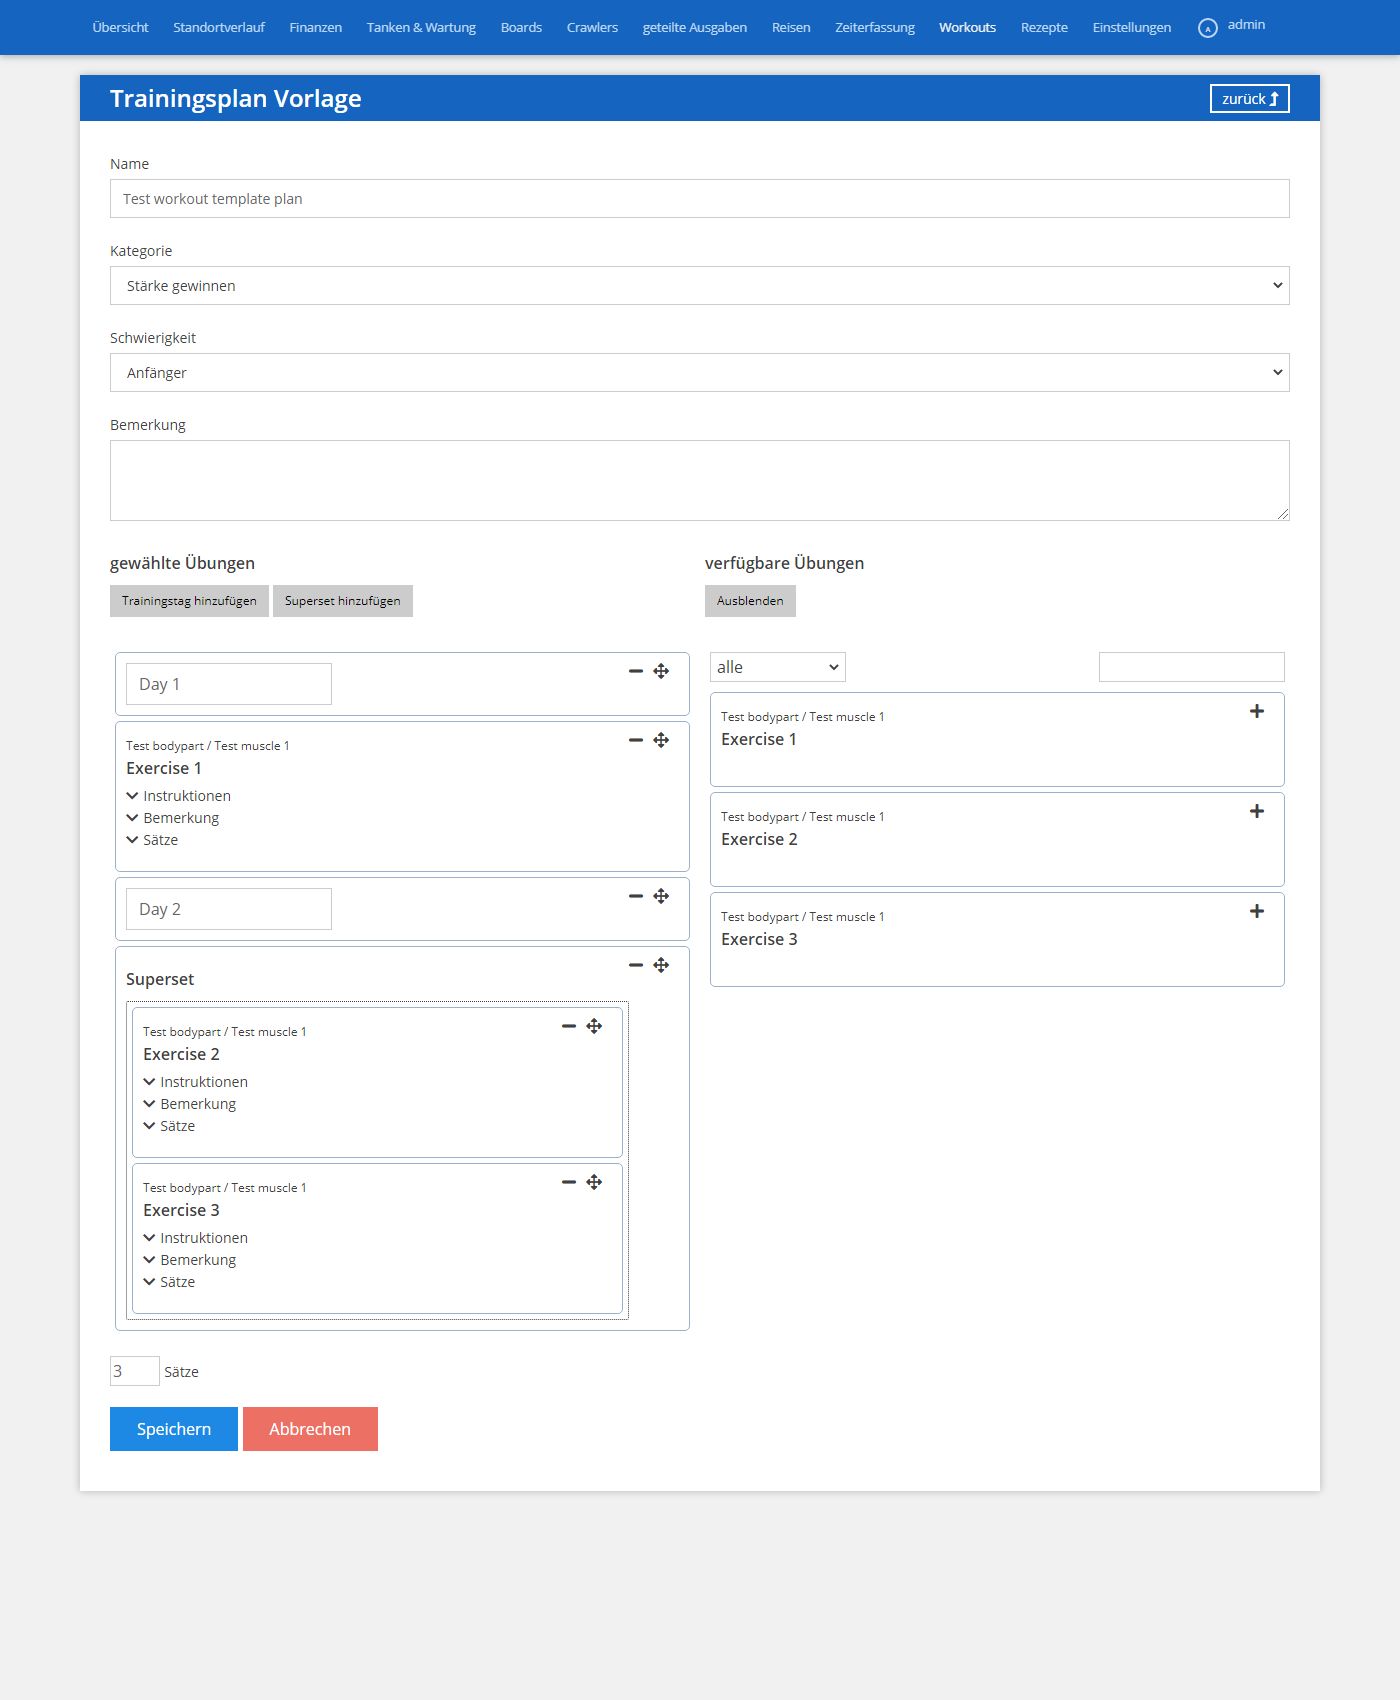 Übersicht Standortverlauf Finanzen Tanken & Wartung Boards Crawlers geteilte Ausgaben Reisen Zeiterfassung Workouts Rezepte Einstellungen A admin
Trainingsplan Vorlage zurück
Name
Test workout template plan
Kategorie
Stärke gewinnen
Schwierigkeit
Anfänger
Bemerkung
gewählte Übungen
Trainingstag hinzufügen Superset hinzufügen
Day 1
Test bodypart / Test muscle 1
Exercise 1
Instruktionen
Bemerkung
Sätze
Day 2
Superset
Test bodypart / Test muscle 1
Exercise 2
Instruktionen
Bemerkung
Sätze
Test bodypart / Test muscle 1
Exercise 3
Instruktionen
Bemerkung
Sätze
verfügbare Übungen
Ausblenden
alle
Test bodypart / Test muscle 1
Exercise 1
Test bodypart / Test muscle 1
Exercise 2
Test bodypart / Test muscle 1
Exercise 3
3 Sätze
Speichern Abbrechen